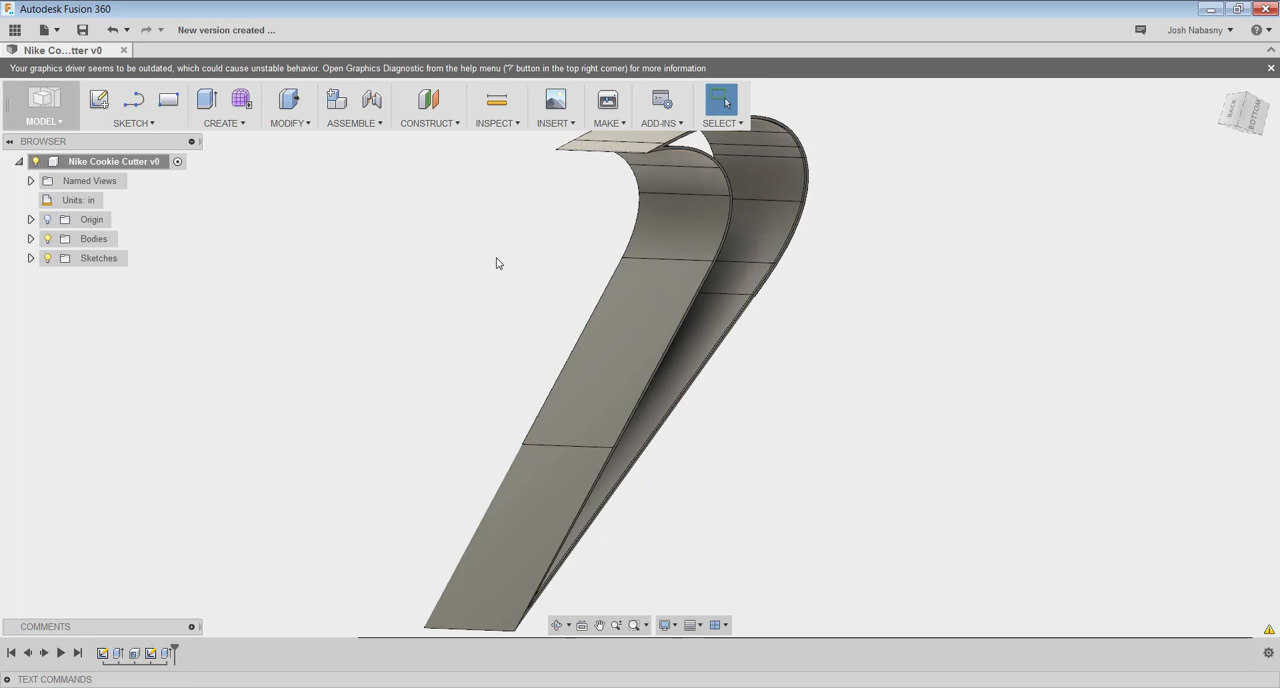 Autodesk Fusion 360
New version created ...
Josh Nabasny
Nike Co...tter v0
Your graphics driver seems to be outdated, which could cause unstable behavior. Open Graphics Diagnostic from the help menu ('?' button in the top right corner) for more information
MODEL
SKETCH
CREATE
MODIFY
ASSEMBLE
CONSTRUCT
INSPECT
INSERT
MAKE
ADD-INS
SELECT
BACK
BOTTOM
BROWSER
Nike Cookie Cutter v0
Named Views
Units: in
Origin
Bodies
Sketches
COMMENTS
TEXT COMMANDS